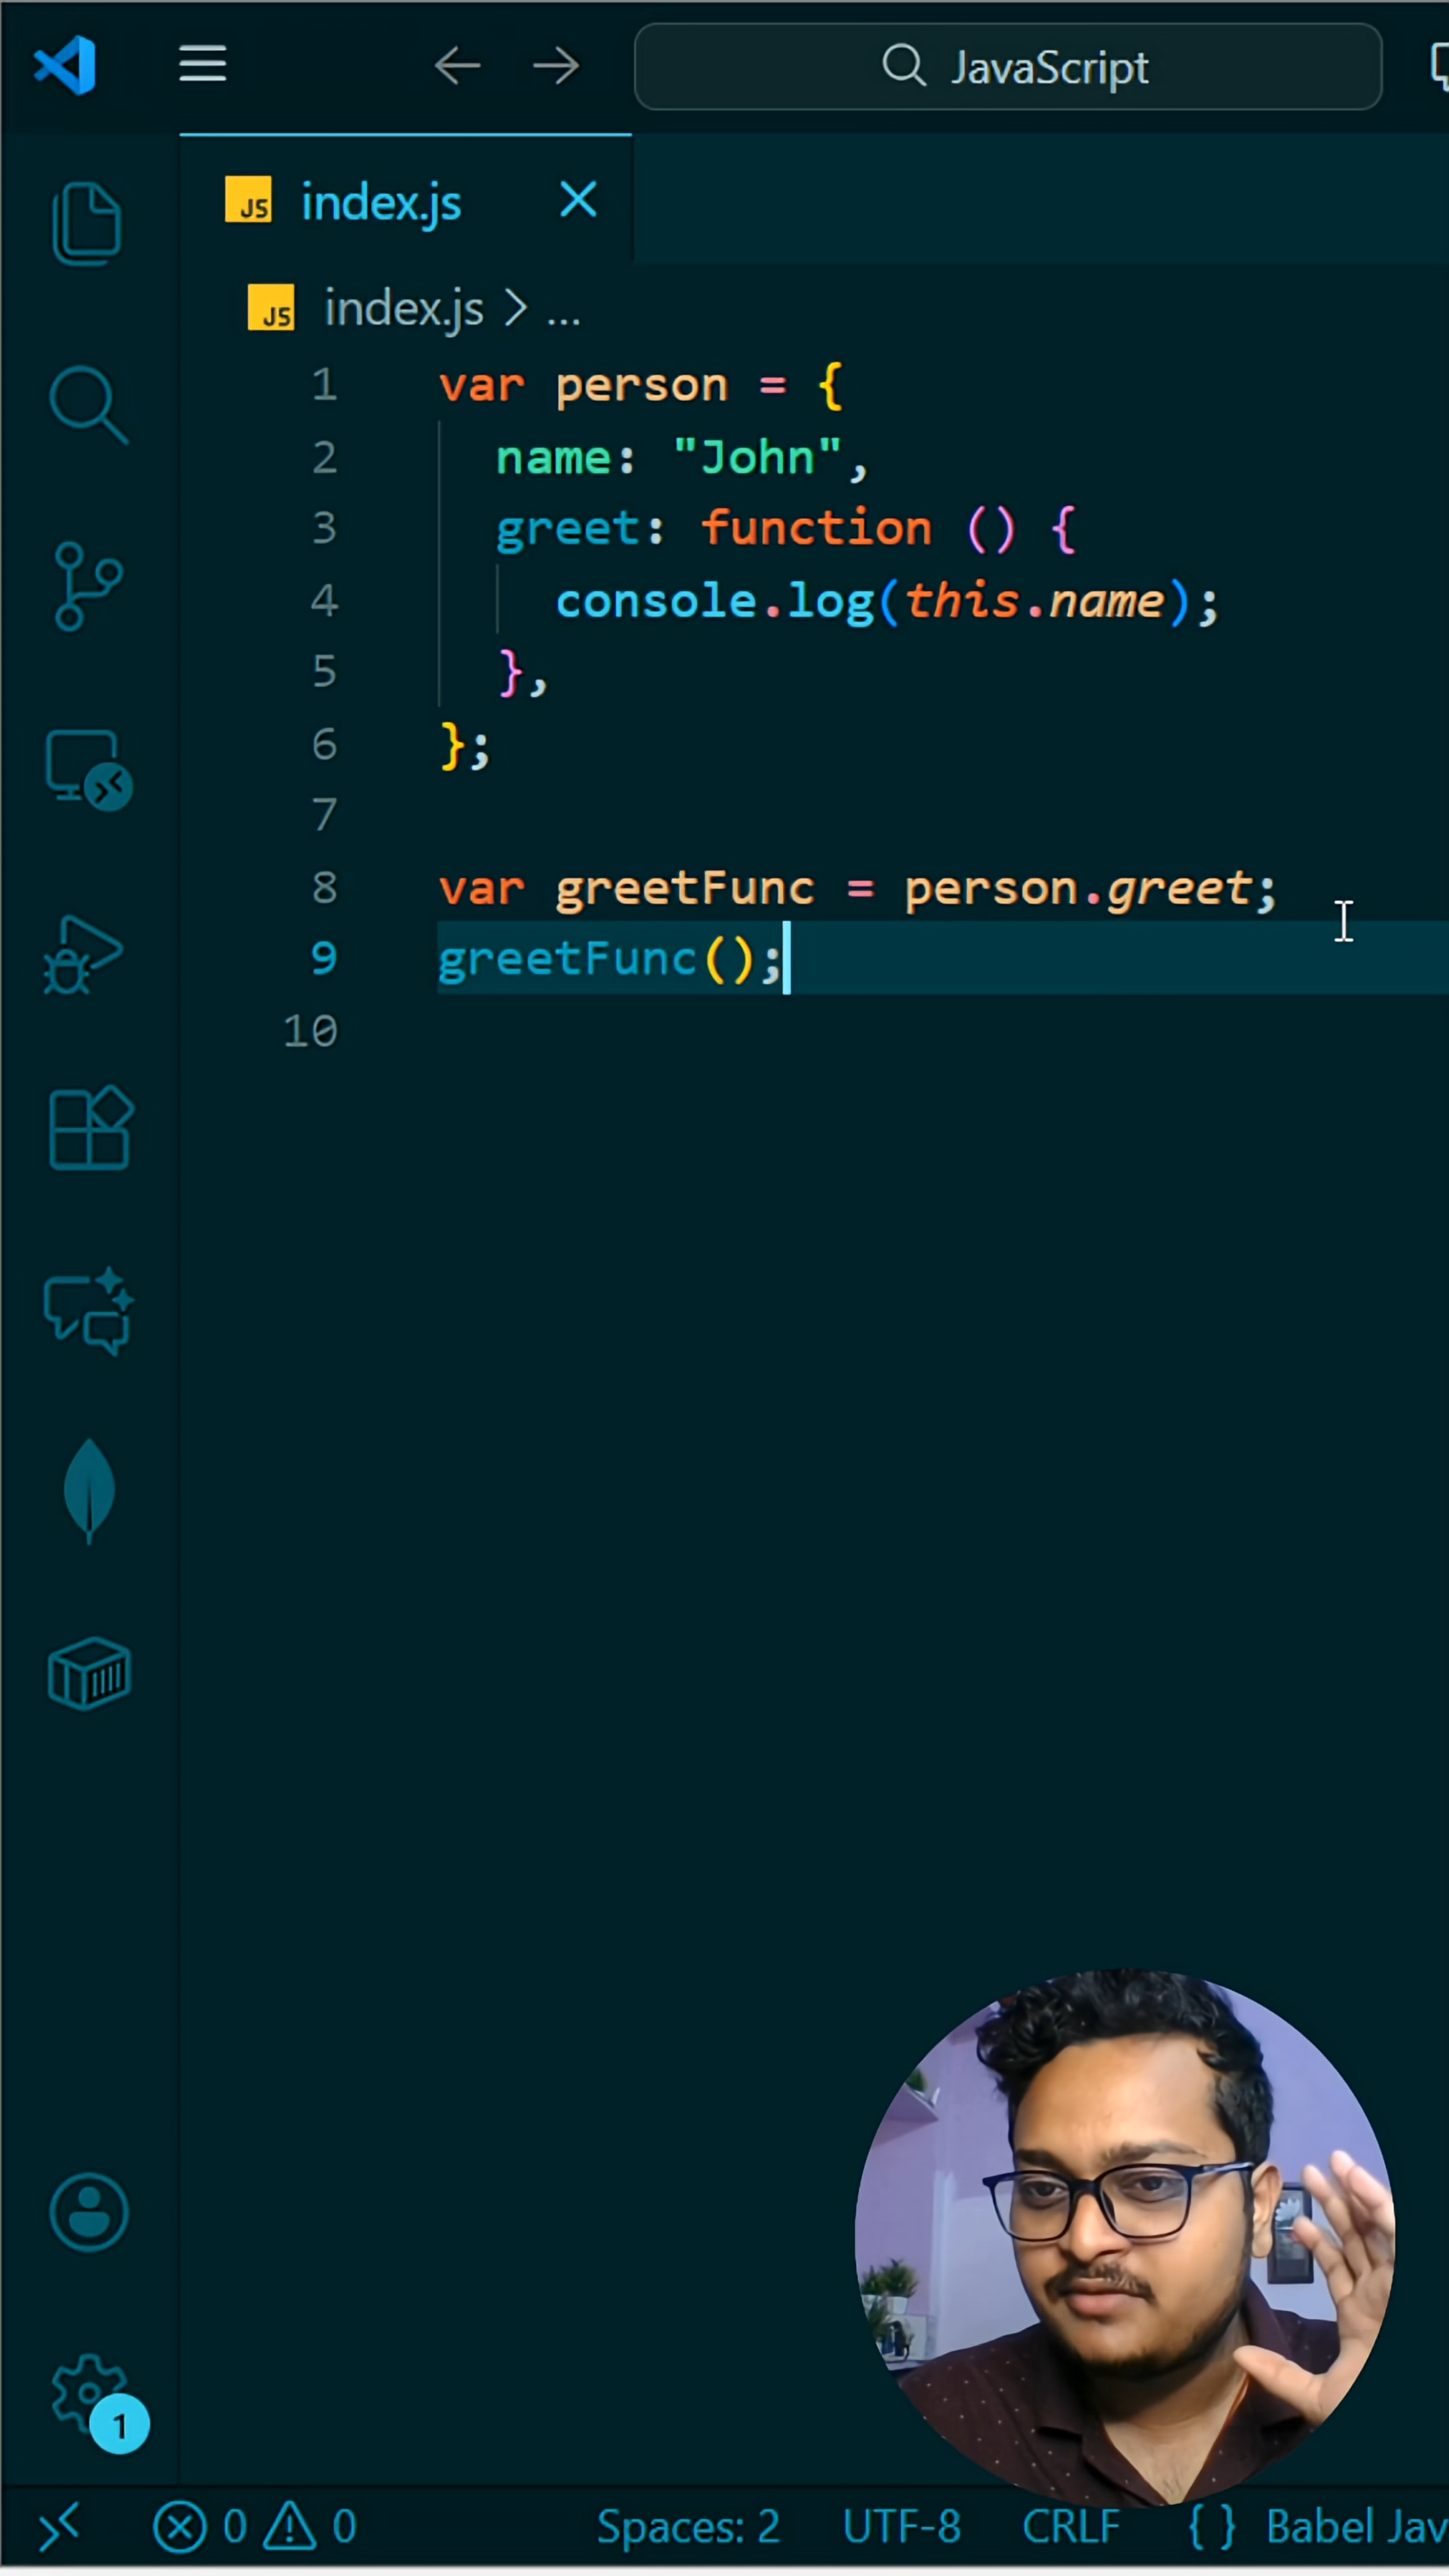 JavaScript
JS index.js
JS index.js > ...
1 var person = {
2 name: "John",
3 greet: function () {
4 console.log(this.name);
5 },
6 };
7
8 var greetFunc = person.greet;
9 greetFunc();
10
1
0 0 Spaces: 2 UTF-8 CRLF { } Babel Jav